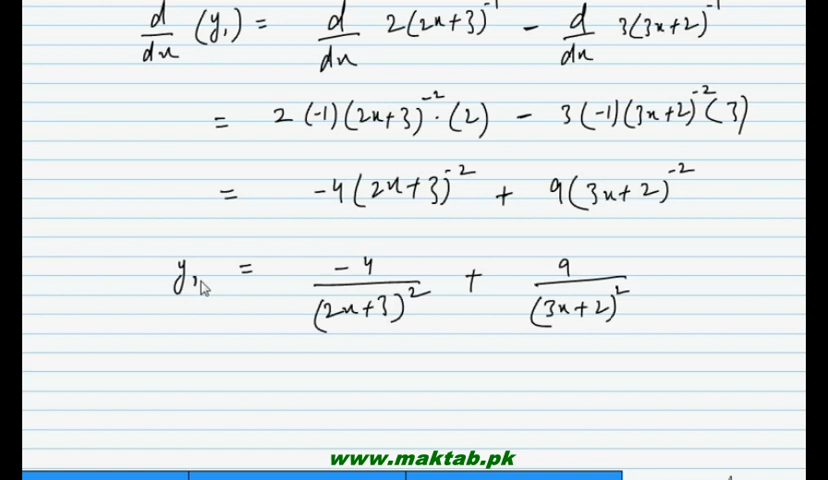 d/dx (y₁) = d/dx 2(2x+3)⁻¹ - d/dx 3(3x+2)⁻¹
= 2(-1)(2x+3)⁻²·(2) - 3(-1)(3x+2)⁻²(3)
= -4(2x+3)⁻² + 9(3x+2)⁻²
y₁ = -4/(2x+3)² + 9/(3x+2)²
www.maktab.pk